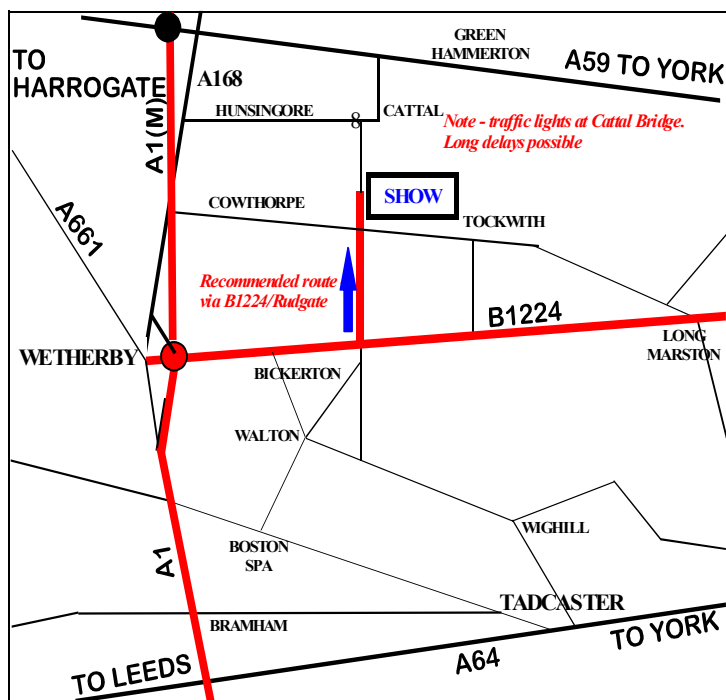 GREEN
HAMMERTON
A59 TO YORK
TO
HARROGATE
A168
A1(M)
HUNSINGORE
8
CATTAL
Note - traffic lights at Cattal Bridge.
Long delays possible
SHOW
COWTHORPE
TOCKWITH
A661
Recommended route
via B1224/Rudgate
B1224
WETHERBY
LONG
MARSTON
BICKERTON
WALTON
WIGHILL
BOSTON
SPA
A1
TADCASTER
BRAMHAM
TO YORK
A64
TO LEEDS